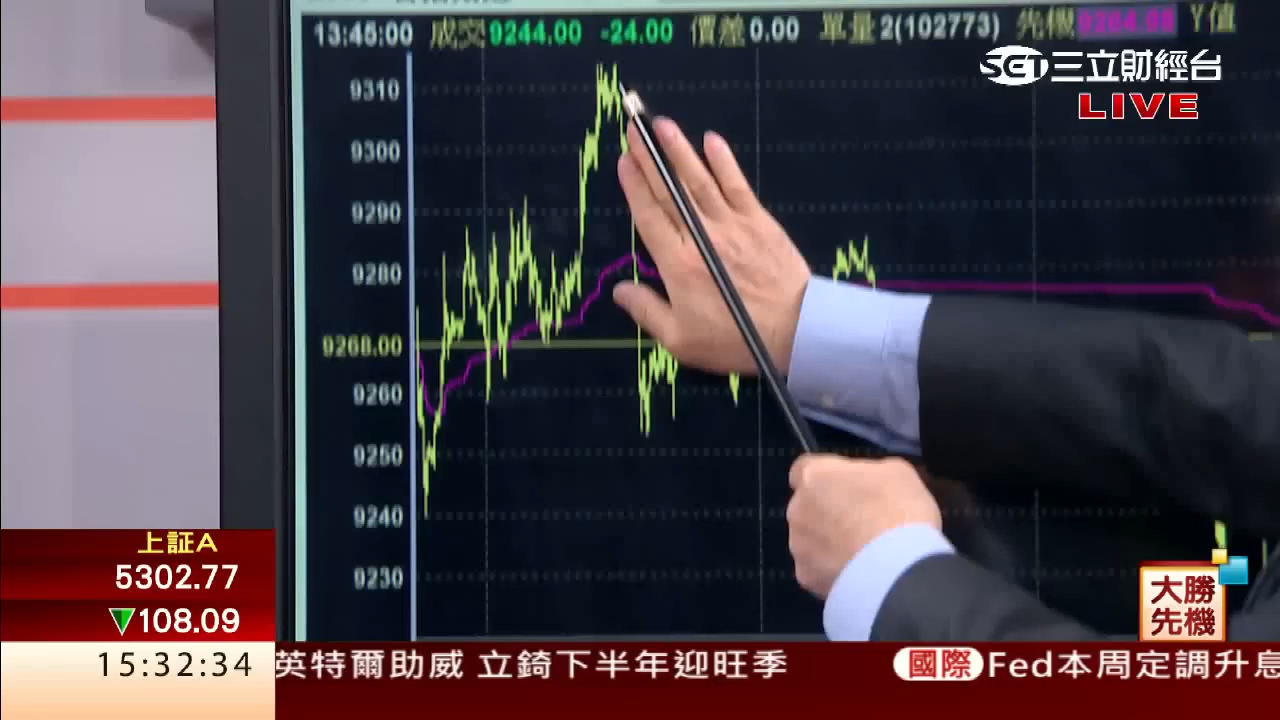 13:45:00 成交 9244.00 -24.00 價差 0.00 單量 2(102773) 先機 Y值
SET 三立財經台
LIVE
9310
9300
9290
9280
9268.00
9260
9250
9240
9230
上証A
5302.77
▼108.09
大勝
先機
15:32:34 英特爾助威 立錡下半年迎旺季 國際 Fed本周定調升息